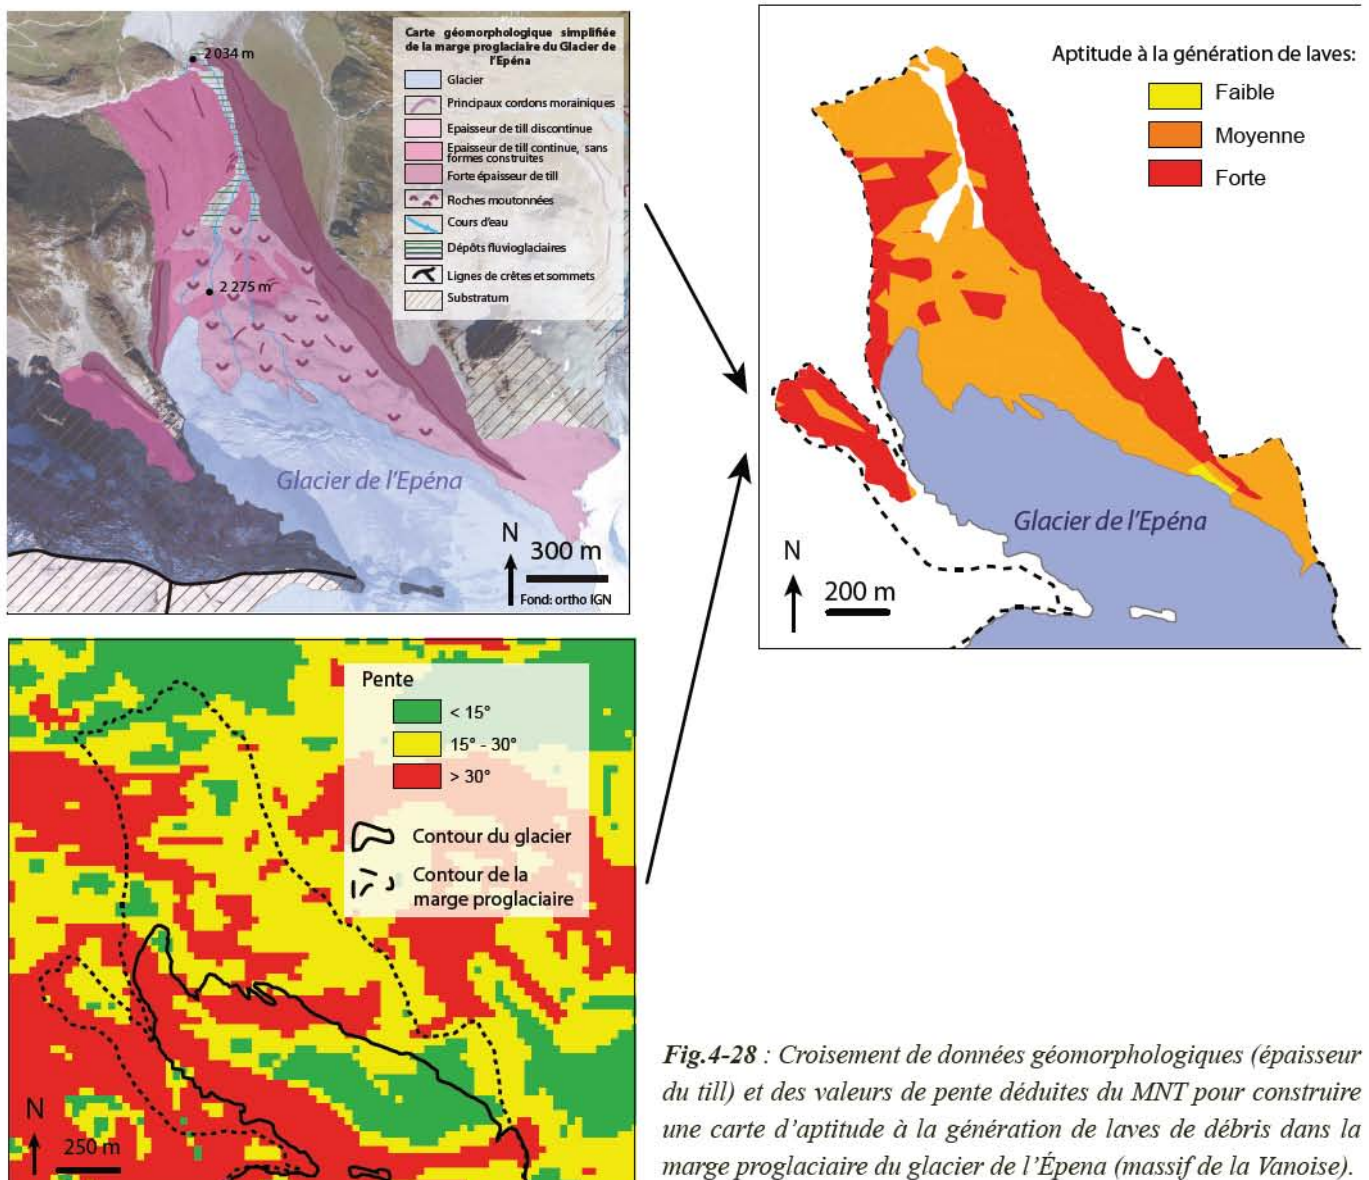 Carte géomorphologique simplifiée
de la marge proglaciaire du Glacier de
l'Epéna
Glacier
Principaux cordons morainiques
Epaisseur de till discontinue
Epaisseur de till continue, sans
formes construites
Forte épaisseur de till
Roches moutonnées
Cours d'eau
Dépôts fluvioglaciaires
Lignes de crêtes et sommets
Substratum
2 034 m
2 275 m
Glacier de l'Epéna
N
300 m
Fond: ortho IGN
Aptitude à la génération de laves:
Faible
Moyenne
Forte
Glacier de l'Epéna
N
200 m
Pente
< 15°
15° - 30°
> 30°
Contour du glacier
Contour de la
marge proglaciaire
N
250 m
Fig.4-28 : Croisement de données géomorphologiques (épaisseur
du till) et des valeurs de pente déduites du MNT pour construire
une carte d'aptitude à la génération de laves de débris dans la
marge proglaciaire du glacier de l'Épena (massif de la Vanoise).